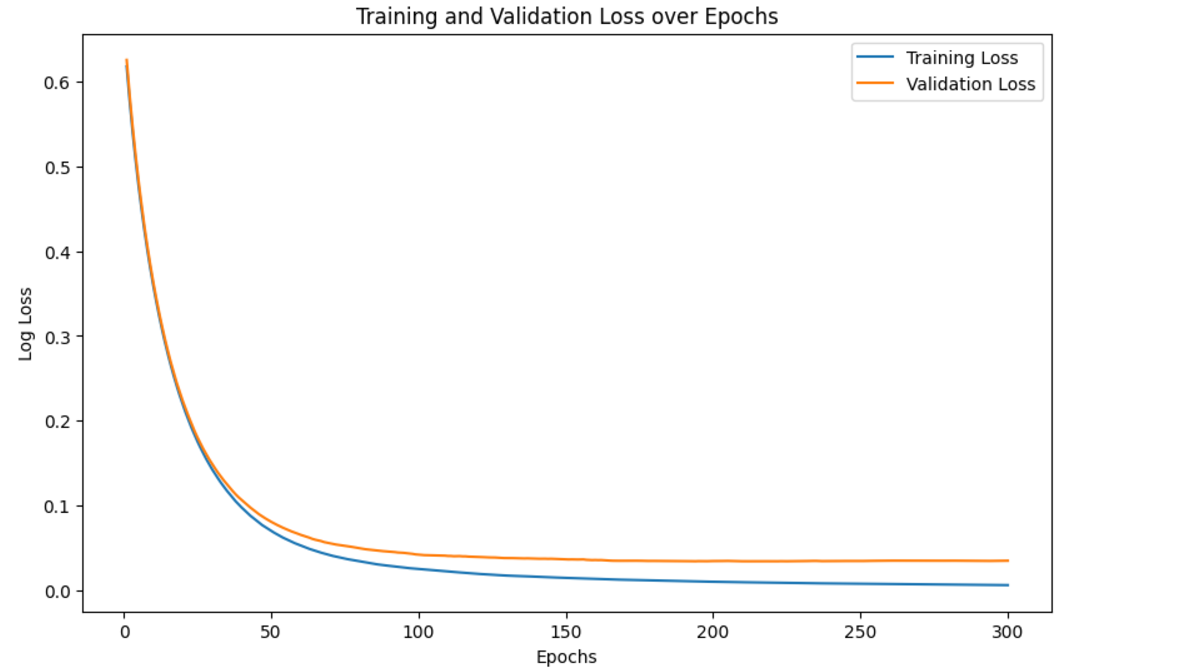 Training and Validation Loss over Epochs
Training Loss
Validation Loss
0.6
0.5
0.4
0.3
0.2
0.1
0.0
Log Loss
0 50 100 150 200 250 300
Epochs